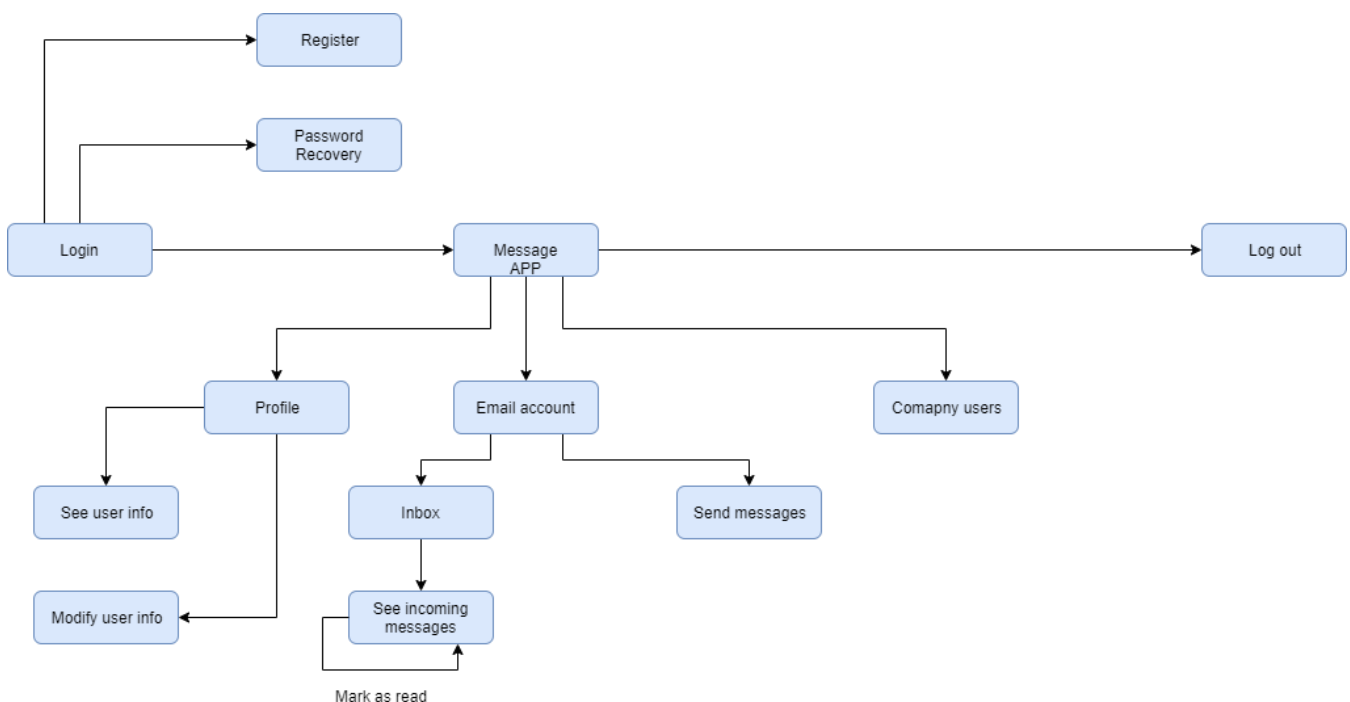 Register
Password
Recovery
Login
Message
APP
Log out
Profile
Email account
Comapny users
See user info
Inbox
Send messages
Modify user info
See incoming
messages
Mark as read